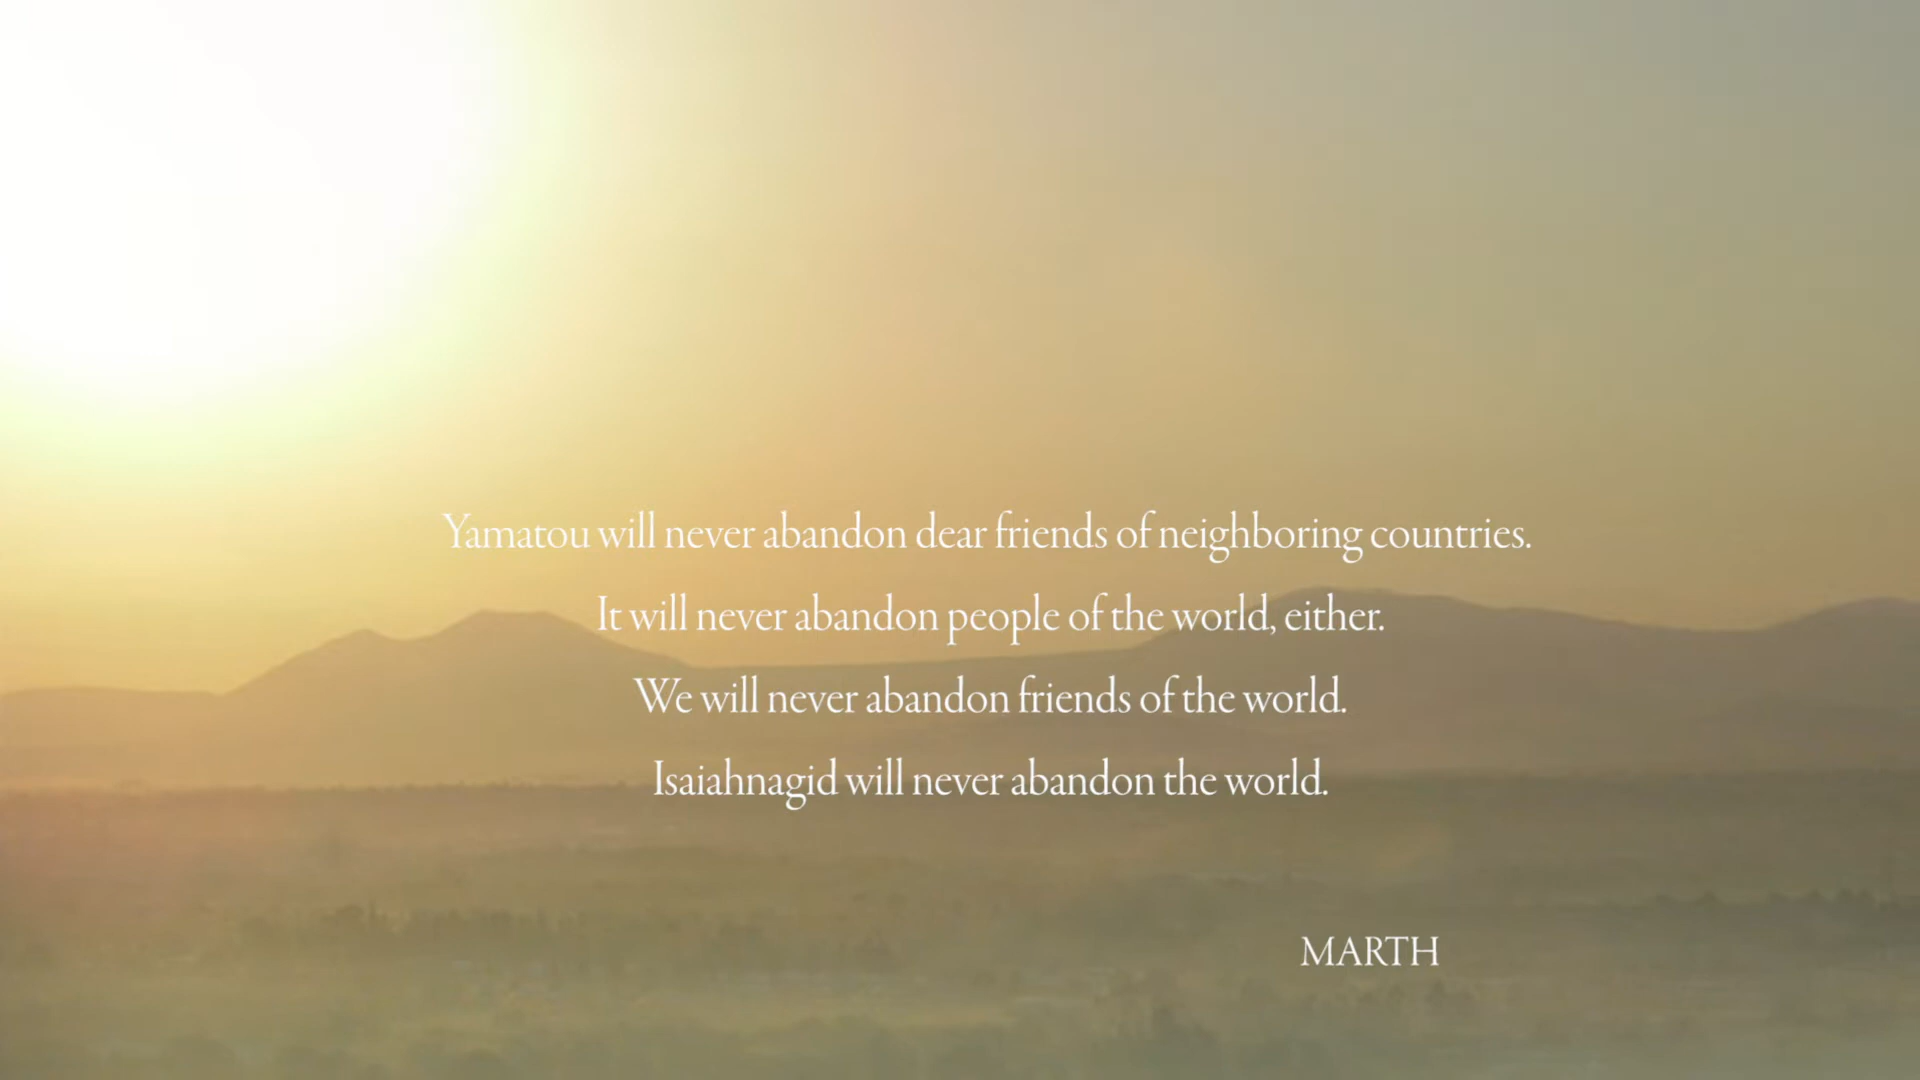 Yamatou will never abandon dear friends of neighboring countries.
It will never abandon people of the world, either.
We will never abandon friends of the world.
Isaiahnagid will never abandon the world.
MARTH